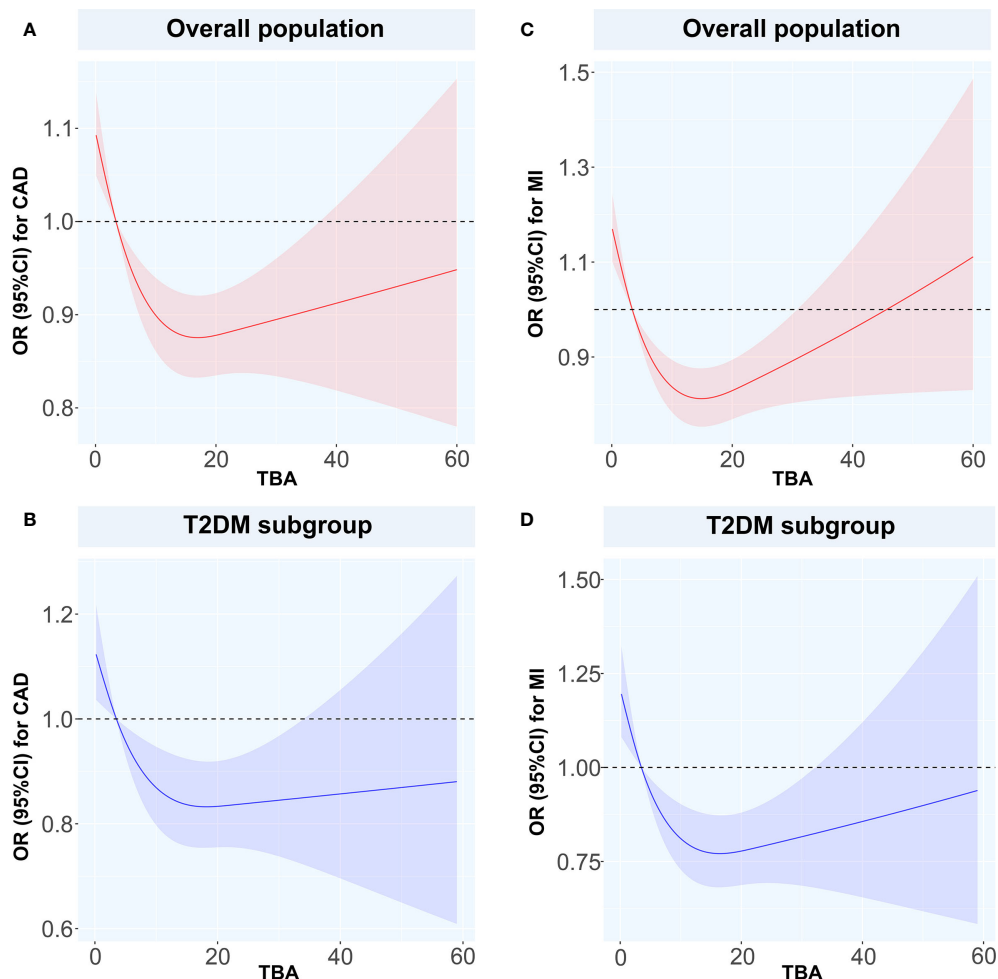 A
Overall population
OR (95%CI) for CAD
1.1
1.0
0.9
0.8
0
20
40
60
TBA
C
Overall population
OR (95%CI) for MI
1.5
1.3
1.1
0.9
0
20
40
60
TBA
B
T2DM subgroup
OR (95%CI) for CAD
1.2
1.0
0.8
0.6
0
20
40
60
TBA
D
T2DM subgroup
OR (95%CI) for MI
1.50
1.25
1.00
0.75
0
20
40
60
TBA